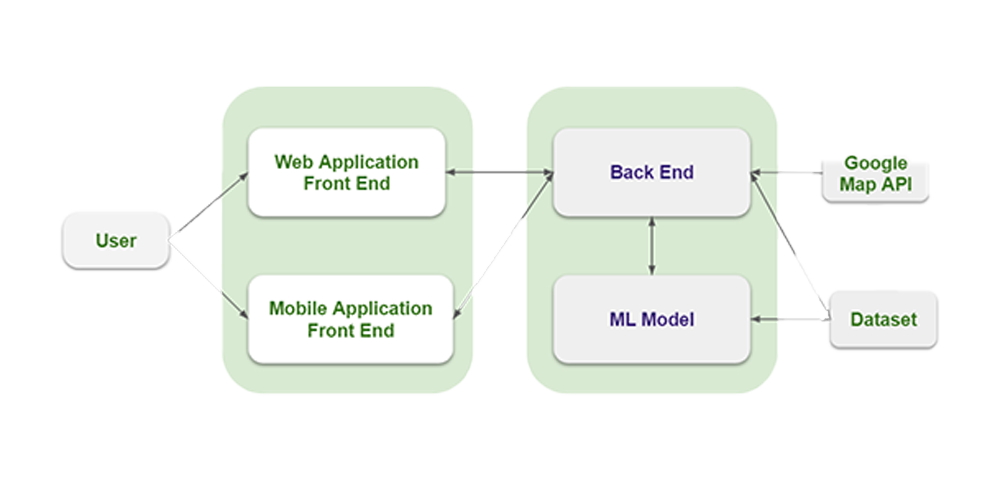 Web Application
Front End
Back End
Google
Map API
User
Mobile Application
Front End
ML Model
Dataset